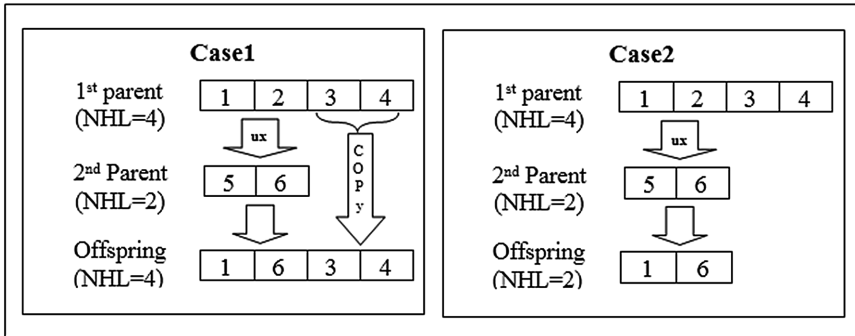 Case1
1st parent
(NHL=4)
1 2 3 4
ux
COPy
2nd Parent
(NHL=2)
5 6
Offspring
(NHL=4)
1 6 3 4
Case2
1st parent
(NHL=4)
1 2 3 4
ux
2nd Parent
(NHL=2)
5 6
Offspring
(NHL=2)
1 6